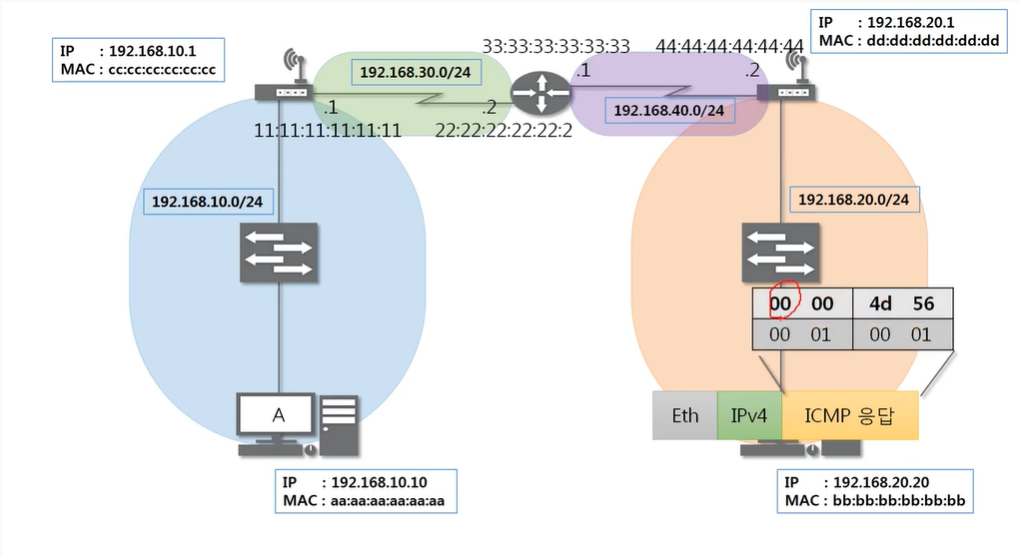 IP : 192.168.20.1
MAC : dd:dd:dd:dd:dd:dd
IP : 192.168.10.1
MAC : cc:cc:cc:cc:cc:cc
33:33:33:33:33:33
44:44:44:44:44:44
192.168.30.0/24
.1
.2
.1
.2
192.168.40.0/24
11:11:11:11:11:11
22:22:22:22:22:2
192.168.10.0/24
192.168.20.0/24
00 00 4d 56
00 01 00 01
A
Eth IPv4 ICMP 응답
IP : 192.168.10.10
MAC : aa:aa:aa:aa:aa:aa
IP : 192.168.20.20
MAC : bb:bb:bb:bb:bb:bb